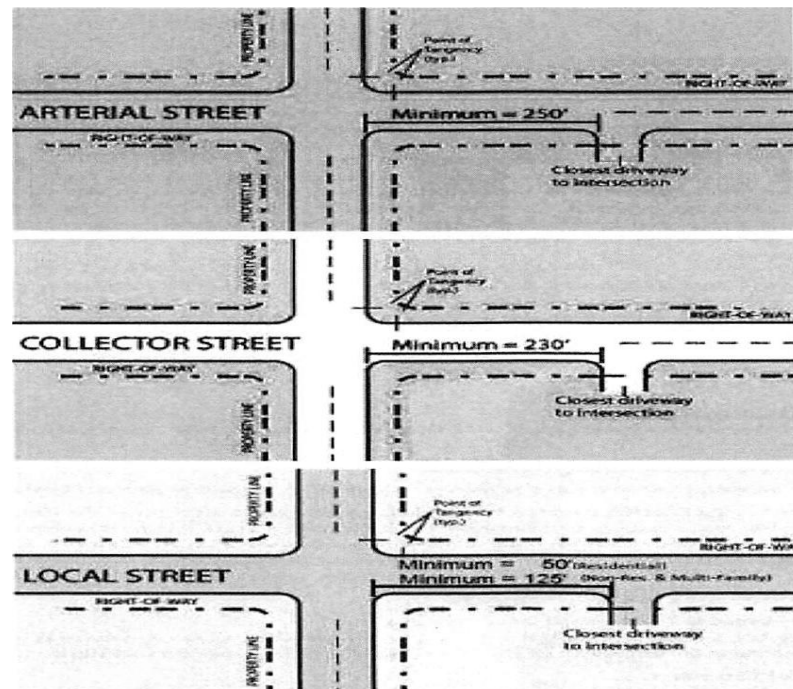 PROPERTY LINE
Point of
Tangency
(typ.)
RIGHT-OF-WAY
ARTERIAL STREET
Minimum = 250'
RIGHT-OF-WAY
PROPERTY LINE
Closest driveway
to Intersection
PROPERTY LINE
Point of
Tangency
(typ.)
RIGHT-OF-WAY
COLLECTOR STREET
Minimum = 230'
RIGHT-OF-WAY
PROPERTY LINE
Closest driveway
to Intersection
PROPERTY LINE
Point of
Tangency
(typ.)
RIGHT-OF-WAY
LOCAL STREET
Minimum = 50' (Residential)
Minimum = 125' (Non-Res. & Multi-Family)
RIGHT-OF-WAY
PROPERTY LINE
Closest driveway
to Intersection